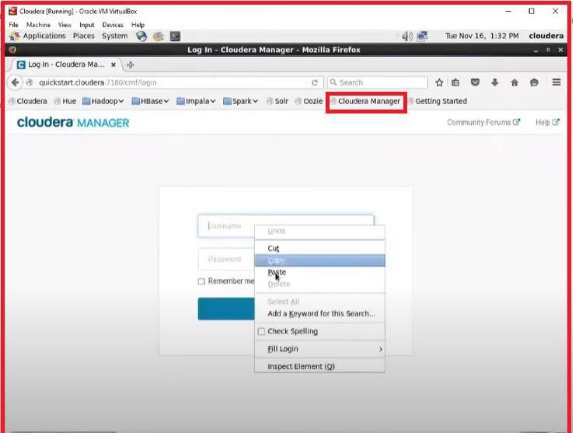 Cloudera [Running] - Oracle VM VirtualBox
File Machine View Input Devices Help
Applications Places System Tue Nov 16, 1:32 PM cloudera
Log In - Cloudera Manager - Mozilla Firefox
Log In - Cloudera Ma...
quickstart.cloudera:7180/cmf/login Search
Cloudera Hue Hadoop HBase Impala Spark Solr Oozie Cloudera Manager Getting Started
cloudera MANAGER Community Forums Help
Username
Password
Remember me
Undo
Cut
Copy
Paste
Delete
Select All
Add a Keyword for this Search...
Check Spelling
Fill Login
Inspect Element (Q)